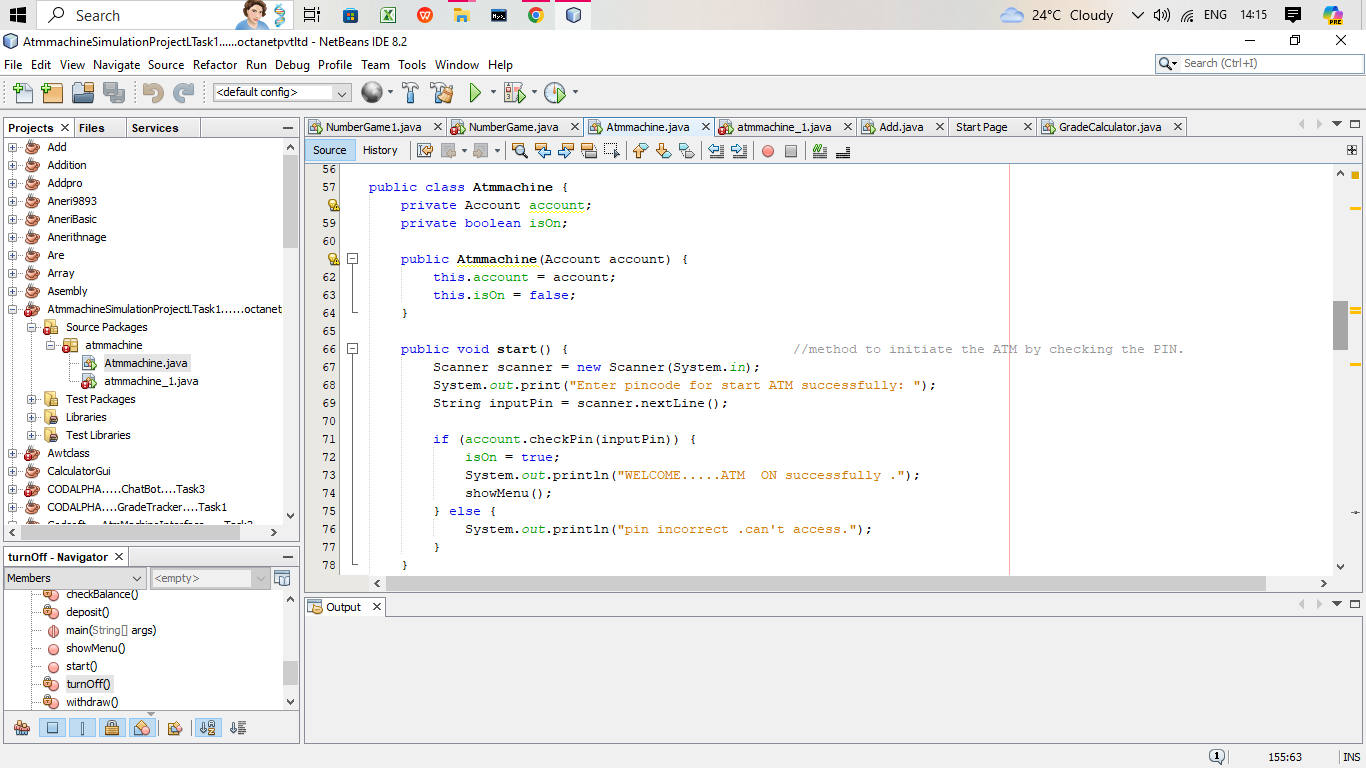 Search
24°C Cloudy
ENG 14:15
PRE
AtmmachineSimulationProjectLTask1......octanetpvtltd - NetBeans IDE 8.2
File Edit View Navigate Source Refactor Run Debug Profile Team Tools Window Help
Search (Ctrl+I)
<default config>
Projects Files Services
NumberGame1.java NumberGame.java Atmmachine.java atmmachine_1.java Add.java Start Page GradeCalculator.java
Source History
Add
Addition
Addpro
Aneri9893
AneriBasic
Anerithnage
Are
Array
Asembly
AtmmachineSimulationProjectLTask1......octanet
Source Packages
atmmachine
Atmmachine.java
atmmachine_1.java
Test Packages
Libraries
Test Libraries
Awtclass
CalculatorGui
CODALPHA.....ChatBot....Task3
CODALPHA....GradeTracker....Task1
56
57 public class Atmmachine {
private Account account;
59 private boolean isOn;
60
public Atmmachine(Account account) {
62 this.account = account;
63 this.isOn = false;
64 }
65
66 public void start() { //method to initiate the ATM by checking the PIN.
67 Scanner scanner = new Scanner(System.in);
68 System.out.print("Enter pincode for start ATM successfully: ");
69 String inputPin = scanner.nextLine();
70
71 if (account.checkPin(inputPin)) {
72 isOn = true;
73 System.out.println("WELCOME.....ATM  ON successfully .");
74 showMenu();
75 } else {
76 System.out.println("pin incorrect .can't access.");
77 }
78 }
turnOff - Navigator
Members <empty>
checkBalance()
deposit()
main(String[] args)
showMenu()
start()
turnOff()
withdraw()
Output
1 155:63 INS